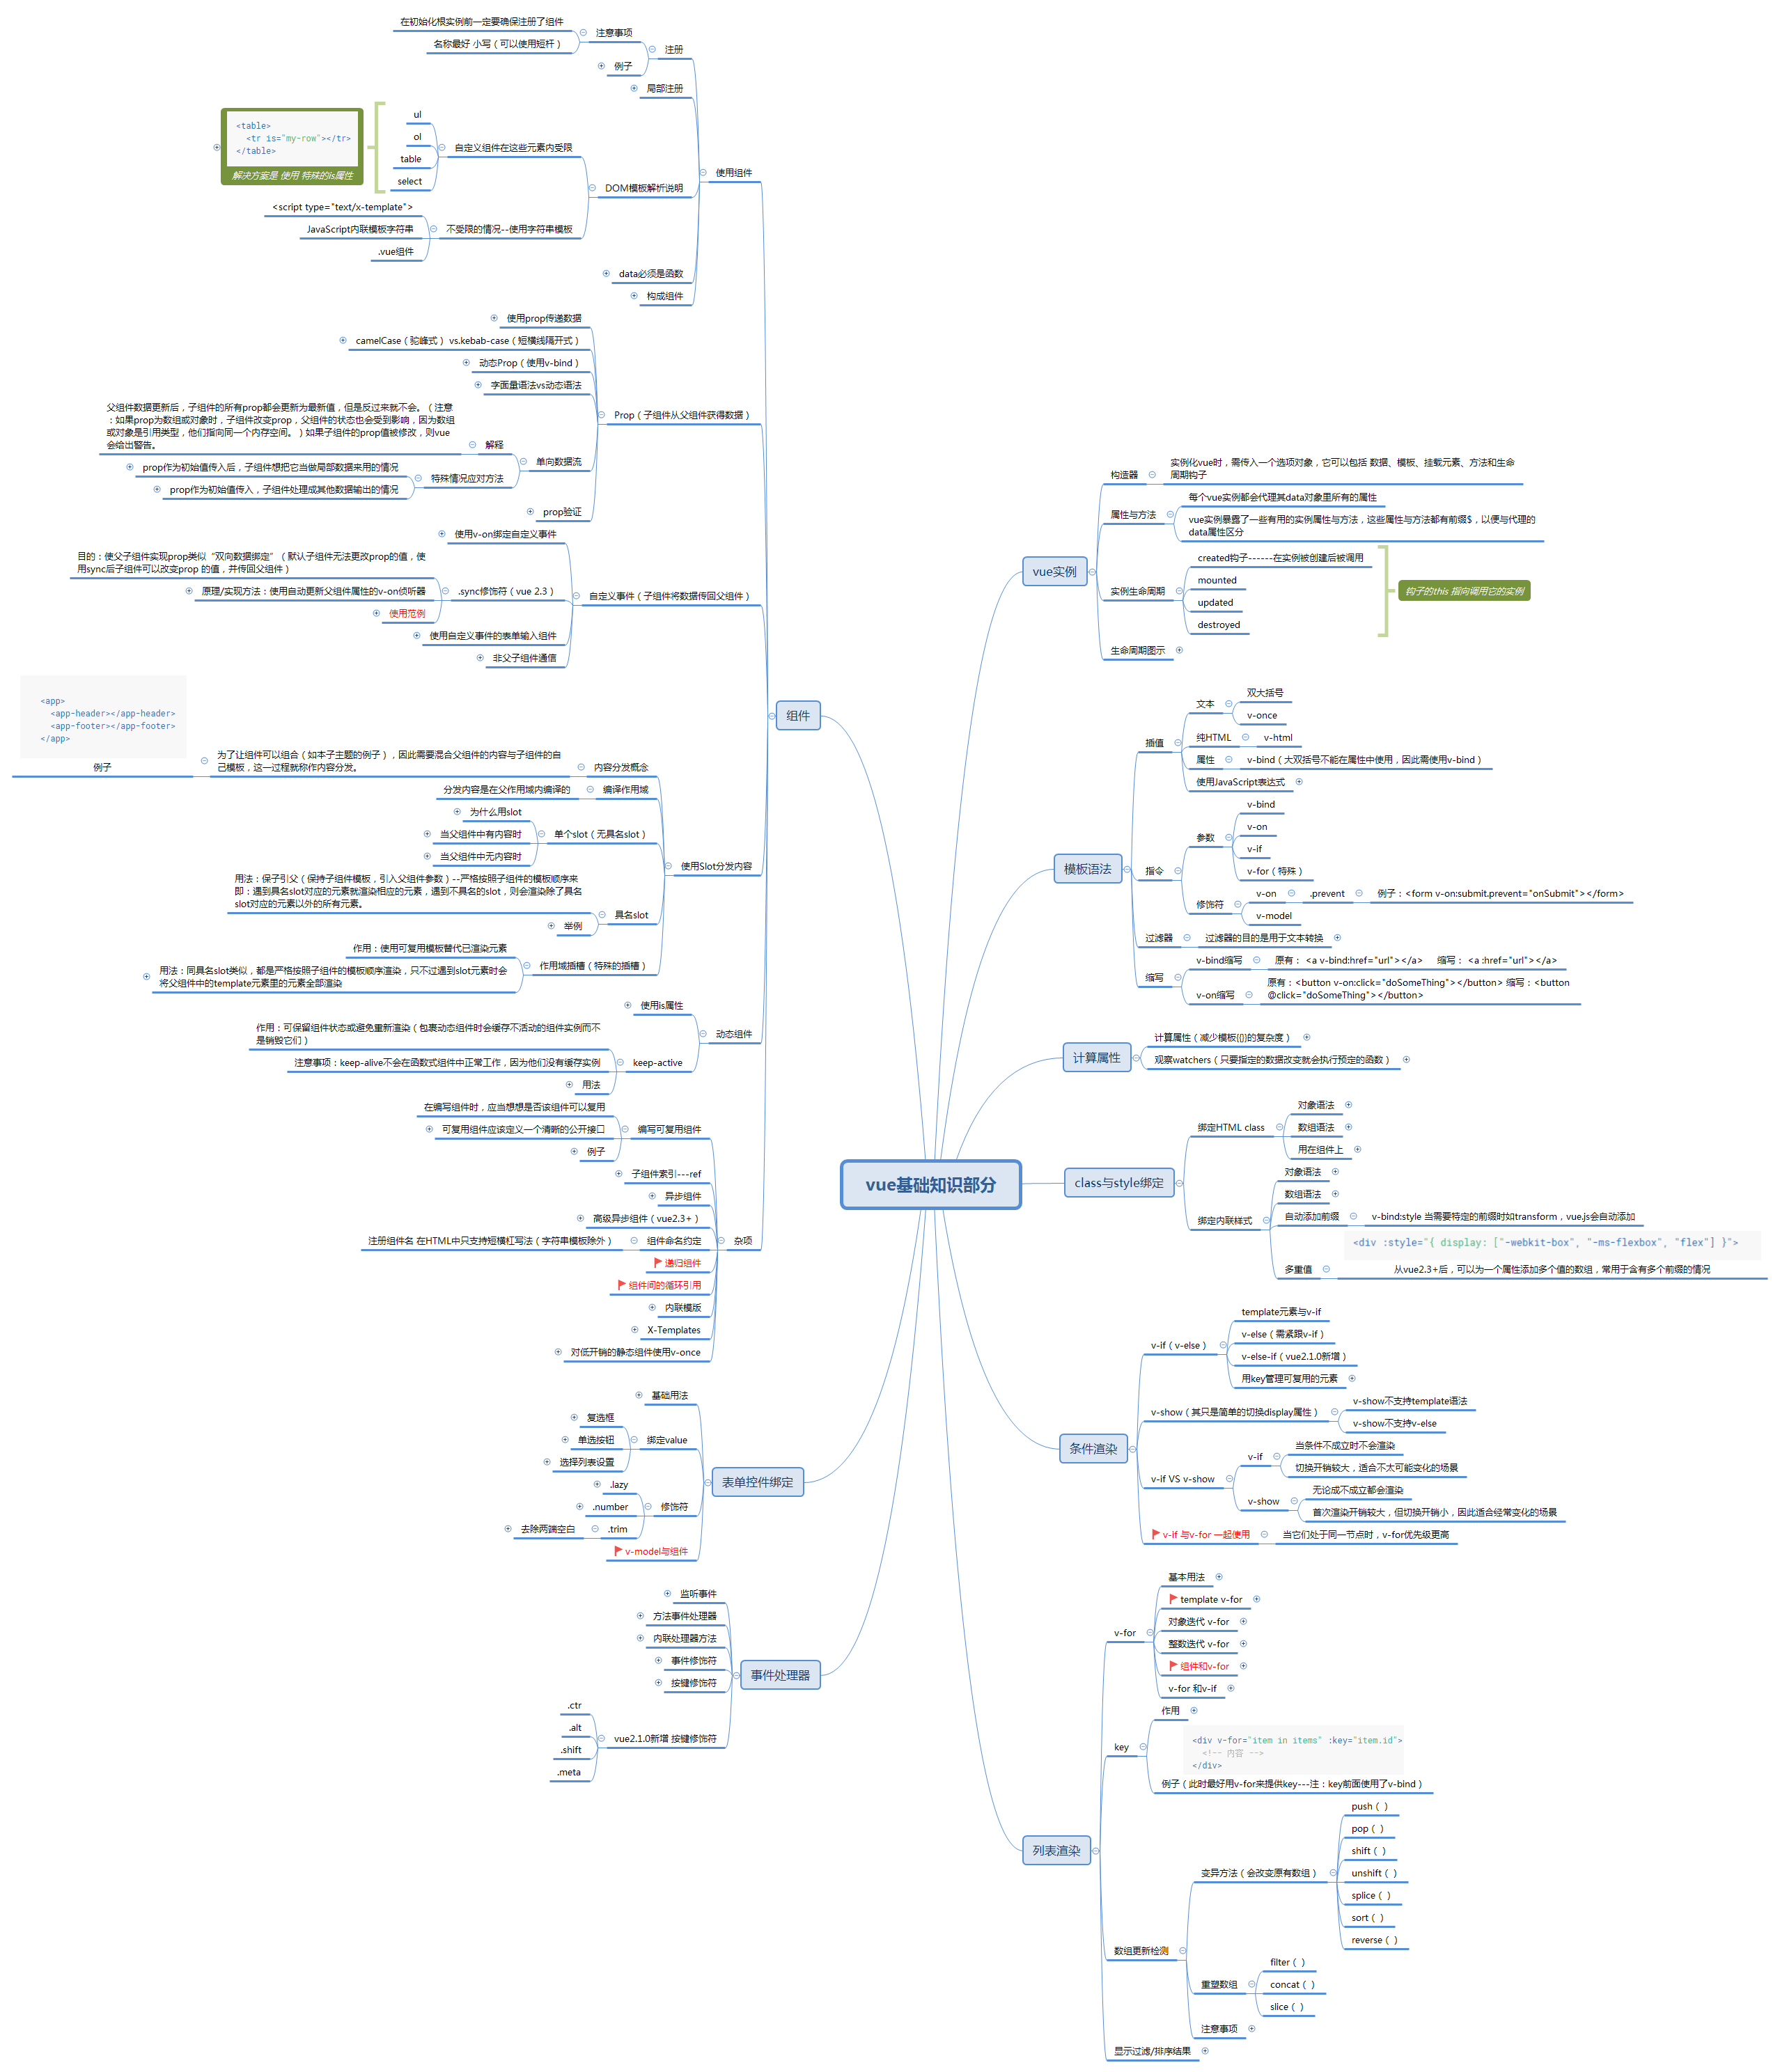 vue基础知识部分
vue实例
构造器
实例化vue时，需传入一个选项对象，它可以包括 数据、模板、挂载元素、方法和生命
周期钩子
属性与方法
每个vue实例都会代理其data对象里所有的属性
vue实例暴露了一些有用的实例属性与方法，这些属性与方法都有前缀$，以便与代理的
data属性区分
实例生命周期
created钩子------在实例被创建后被调用
mounted
updated
destroyed
钩子的this 指向调用它的实例
生命周期图示
模板语法
插值
文本
双大括号
v-once
纯HTML
v-html
属性
v-bind（大双括号不能在属性中使用，因此需使用v-bind）
使用JavaScript表达式
指令
参数
v-bind
v-on
v-if
v-for（特殊）
修饰符
v-on
.prevent
例子：<form v-on:submit.prevent="onSubmit"></form>
v-model
过滤器
过滤器的目的是用于文本转换
缩写
v-bind缩写
原有： <a v-bind:href="url"></a> 缩写： <a :href="url"></a>
v-on缩写
原有：<button v-on:click="doSomeThing"></button> 缩写：<button
@click="doSomeThing"></button>
计算属性
计算属性（减少模板{{}}的复杂度）
观察watchers（只要指定的数据改变就会执行预定的函数）
class与style绑定
绑定HTML class
对象语法
数组语法
用在组件上
绑定内联样式
对象语法
数组语法
自动添加前缀
v-bind:style 当需要特定的前缀时如transform，vue.js会自动添加
多重值
<div :style="{ display: ["-webkit-box", "-ms-flexbox", "flex"] }">
从vue2.3+后，可以为一个属性添加多个值的数组，常用于含有多个前缀的情况
条件渲染
v-if（v-else）
template元素与v-if
v-else（需紧跟v-if）
v-else-if（vue2.1.0新增）
用key管理可复用的元素
v-show（其只是简单的切换display属性）
v-show不支持template语法
v-show不支持v-else
v-if VS v-show
v-if
当条件不成立时不会渲染
切换开销较大，适合不大可能变化的场景
v-show
无论成不成立都会渲染
首次渲染开销较大，但切换开销小，因此适合经常变化的场景
v-if 与v-for 一起使用
当它们处于同一节点时，v-for优先级更高
列表渲染
v-for
基本用法
template v-for
对象迭代 v-for
整数迭代 v-for
组件和v-for
v-for 和v-if
key
作用
<div v-for="item in items" :key="item.id">
<!-- 内容 -->
</div>
例子（此时最好用v-for来提供key---注：key前面使用了v-bind）
数组更新检测
变异方法（会改变原有数组）
push（ ）
pop（ ）
shift（ ）
unshift（ ）
splice（ ）
sort（ ）
reverse（ ）
重塑数组
filter（ ）
concat（ ）
slice（ ）
注意事项
显示过滤/排序结果
组件
使用组件
注册
注意事项
在初始化根实例前一定要确保注册了组件
名称最好 小写（可以使用短杆）
例子
局部注册
DOM模板解析说明
自定义组件在这些元素内受限
ul
ol
table
select
<table>
<tr is="my-row"></tr>
</table>
解决方案是 使用 特殊的is属性
不受限的情况--使用字符串模板
<script type="text/x-template">
JavaScript内联模板字符串
.vue组件
data必须是函数
构成组件
Prop（子组件从父组件获得数据）
使用prop传递数据
camelCase（驼峰式） vs.kebab-case（短横线隔开式）
动态Prop（使用v-bind）
字面量语法vs动态语法
单向数据流
解释
父组件数据更新后，子组件的所有prop都会更新为最新值，但是反过来就不会。（注意
：如果prop为数组或对象时，子组件改变prop，父组件的状态也会受到影响，因为数组
或对象是引用类型，他们指向同一个内存空间。）如果子组件的prop值被修改，则vue
会给出警告。
特殊情况应对方法
prop作为初始值传入后，子组件想把它当做局部数据来用的情况
prop作为初始值传入，子组件处理成其他数据输出的情况
prop验证
自定义事件（子组件将数据传回父组件）
使用v-on绑定自定义事件
.sync修饰符（vue 2.3）
目的：使父子组件实现prop类似“双向数据绑定”（默认子组件无法更改prop的值，使
用sync后子组件可以改变prop 的值，并传回父组件）
原理/实现方法：使用自动更新父组件属性的v-on侦听器
使用范例
使用自定义事件的表单输入组件
非父子组件通信
使用Slot分发内容
内容分发概念
为了让组件可以组合（如本子主题的例子），因此需要混合父组件的内容与子组件的自
己模板，这一过程就称作内容分发。
<app>
<app-header></app-header>
<app-footer></app-footer>
</app>
例子
编译作用域
分发内容是在父作用域内编译的
单个slot（无具名slot）
为什么用slot
当父组件中有内容时
当父组件中无内容时
具名slot
用法：保子引父（保持子组件模板，引入父组件参数）--严格按照子组件的模板顺序来
即：遇到具名slot对应的元素就渲染相应的元素，遇到不具名的slot，则会渲染除了具名
slot对应的元素以外的所有元素。
举例
作用域插槽（特殊的插槽）
作用：使用可复用模板替代已渲染元素
用法：同具名slot类似，都是严格按照子组件的模板顺序渲染，只不过遇到slot元素时会
将父组件中的template元素里的元素全部渲染
动态组件
使用is属性
keep-active
作用：可保留组件状态或避免重新渲染（包裹动态组件时会缓存不活动的组件实例而不
是销毁它们）
注意事项：keep-alive不会在函数式组件中正常工作，因为他们没有缓存实例
用法
杂项
编写可复用组件
在编写组件时，应当想想是否该组件可以复用
可复用组件应该定义一个清晰的公开接口
例子
子组件索引---ref
异步组件
高级异步组件（vue2.3+）
组件命名约定
注册组件名 在HTML中只支持短横杠写法（字符串模板除外）
递归组件
组件间的循环引用
内联模版
X-Templates
对低开销的静态组件使用v-once
表单控件绑定
基础用法
绑定value
复选框
单选按钮
选择列表设置
修饰符
.lazy
.number
.trim
去除两端空白
v-model与组件
事件处理器
监听事件
方法事件处理器
内联处理器方法
事件修饰符
按键修饰符
vue2.1.0新增 按键修饰符
.ctr
.alt
.shift
.meta